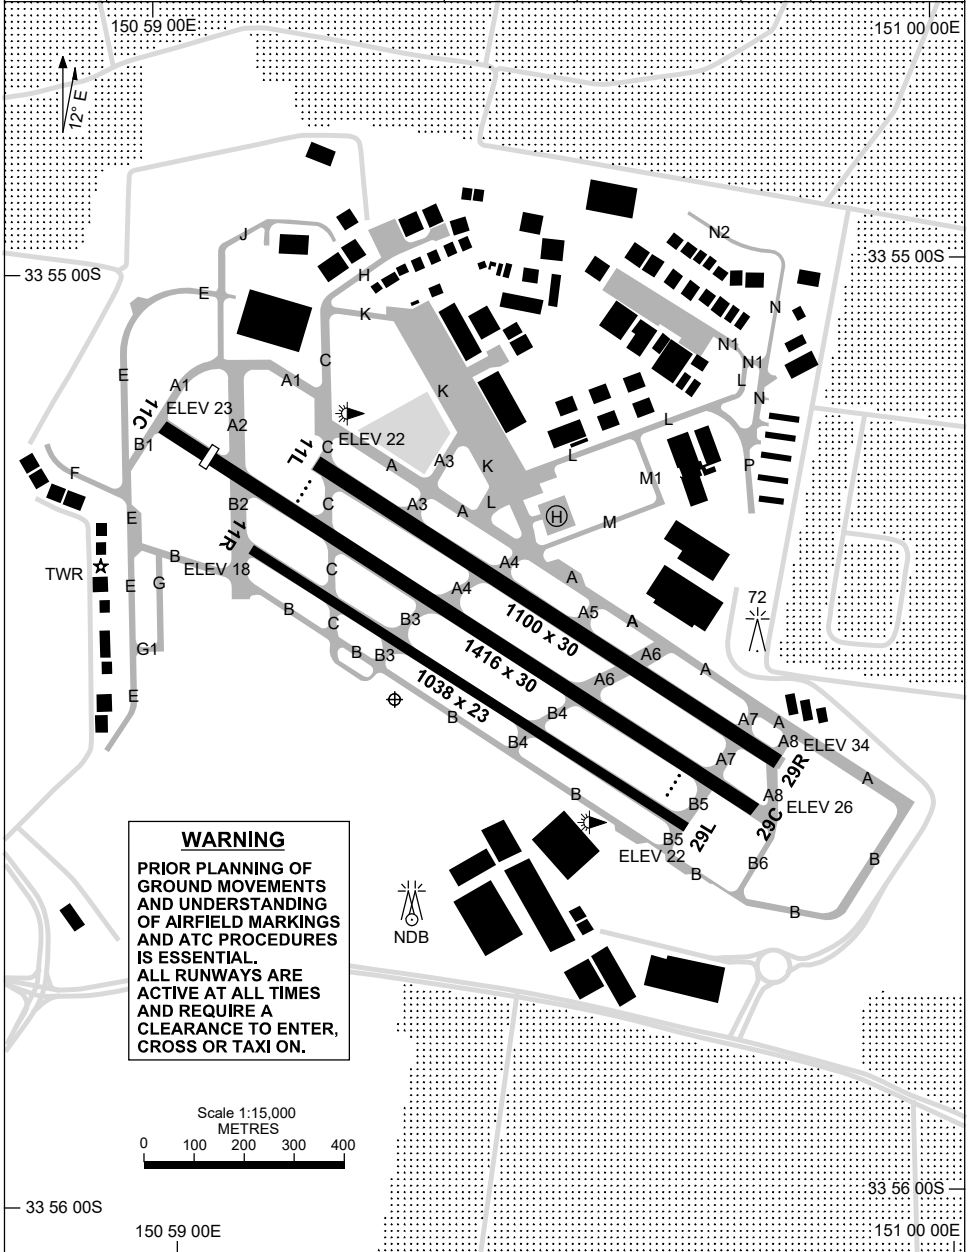 150 59 00E
151 00 00E
12° E
N2
J
33 55 00S
33 55 00S
H
E
N
K
N1
C
N1
E
A1
A1
L
K
N
11C
ELEV 23
A2
L
ELEV 22
B1
11L
C
A
A3
K
L
P
F
M1
B2
C
A3
L
A
H
M
E
11R
B
ELEV 18
C
A4
A
TWR
E
G
A4
72
B
C
B3
1100 x 30
A5
A
G1
B
B3
1416 x 30
A6
A
E
1038 x 23
A6
B
B4
A7
A
B4
A8
ELEV 34
A7
29R
A
B
B5
A8
ELEV 26
29C
B5
29L
ELEV 22
B6
B
B
B
WARNING
PRIOR PLANNING OF
GROUND MOVEMENTS
AND UNDERSTANDING
OF AIRFIELD MARKINGS
AND ATC PROCEDURES
IS ESSENTIAL.
ALL RUNWAYS ARE
ACTIVE AT ALL TIMES
AND REQUIRE A
CLEARANCE TO ENTER,
CROSS OR TAXI ON.
NDB
Scale 1:15,000
METRES
0 100 200 300 400
33 56 00S
33 56 00S
150 59 00E
151 00 00E